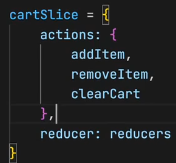 cartSlice = {
    actions: {
        addItem,
        removeItem,
        clearCart
    },
    reducer: reducers
}